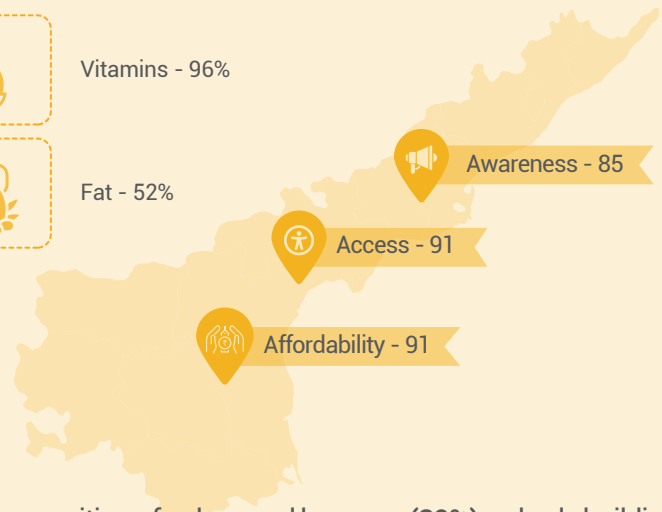 Vitamins - 96%
Awareness - 85
Fat - 52%
Access - 91
Affordability - 91